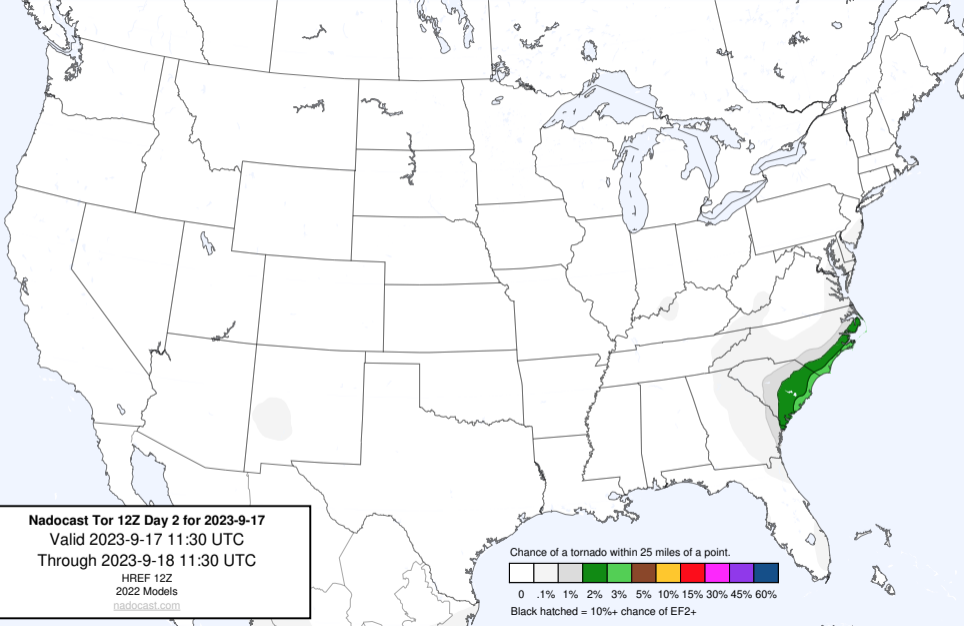 Nadocast Tor 12Z Day 2 for 2023-9-17
Valid 2023-9-17 11:30 UTC
Through 2023-9-18 11:30 UTC
HREF 12Z
2022 Models
nadocast.com
Chance of a tornado within 25 miles of a point.
0 .1% 1% 2% 3% 5% 10% 15% 30% 45% 60%
Black hatched = 10%+ chance of EF2+